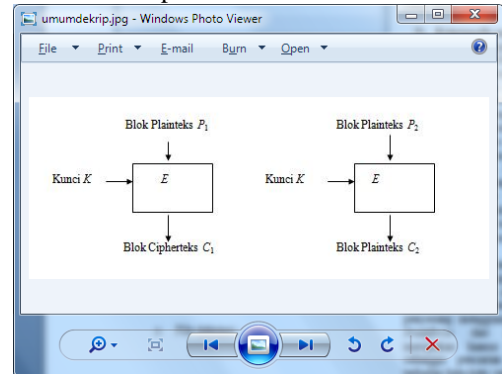 umumdekrip.jpg - Windows Photo Viewer
File Print E-mail Burn Open
Blok Plainteks P₁ Blok Plainteks P₂
Kunci K E Kunci K E
Blok Cipherteks C₁ Blok Plainteks C₂